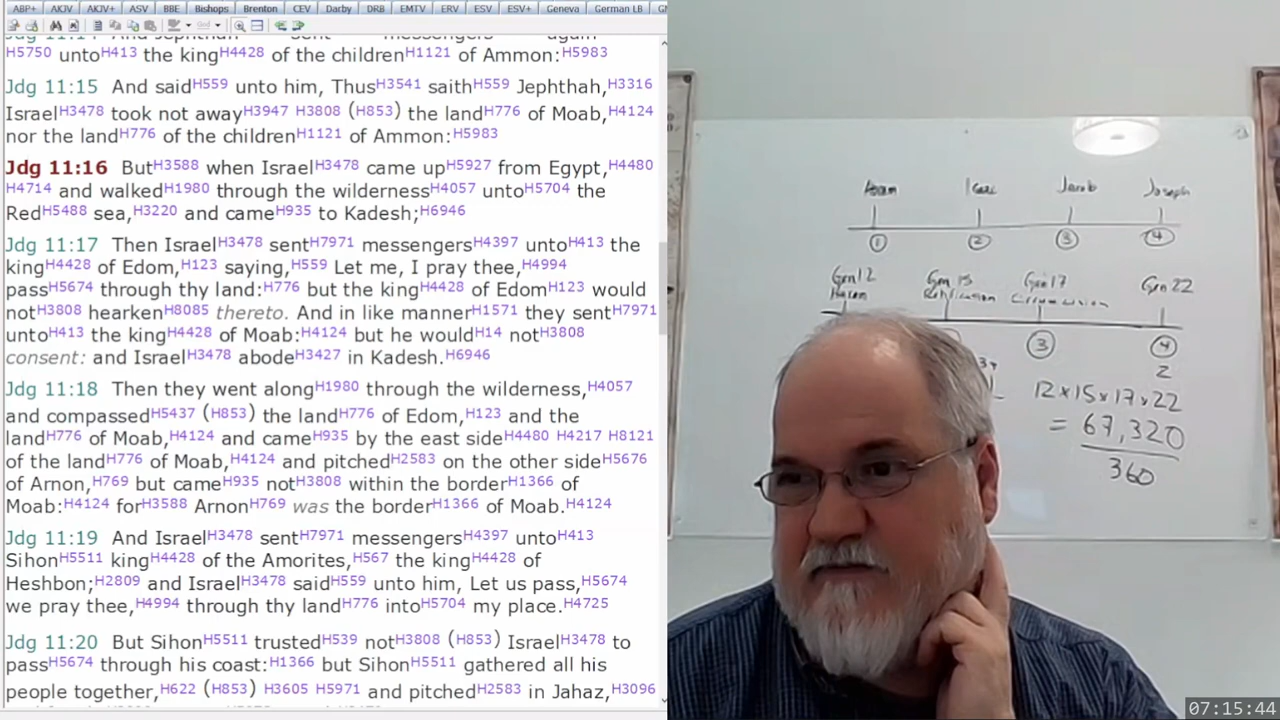 ABP+ AKJV AKJV+ ASV BBE Bishops Brenton CEV Darby DRB EMTV ERV ESV ESV+ Geneva German LB
H5750 unto H413 the king H4428 of the children H1121 of Ammon: H5983
Jdg 11:15 And said H559 unto him, Thus H3541 saith H559 Jephthah, H3316
Israel H3478 took not away H3947 H3808 (H853) the land H776 of Moab, H4124
nor the land H776 of the children H1121 of Ammon: H5983
Jdg 11:16 But H3588 when Israel H3478 came up H5927 from Egypt, H4480
H4714 and walked H1980 through the wilderness H4057 unto H5704 the
Red H5488 sea, H3220 and came H935 to Kadesh; H6946
Jdg 11:17 Then Israel H3478 sent H7971 messengers H4397 unto H413 the
king H4428 of Edom, H123 saying, H559 Let me, I pray thee, H4994
pass H5674 through thy land: H776 but the king H4428 of Edom H123 would
not H3808 hearken H8085 thereto. And in like manner H1571 they sent H7971
unto H413 the king H4428 of Moab: H4124 but he would H14 not H3808
consent: and Israel H3478 abode H3427 in Kadesh. H6946
Jdg 11:18 Then they went along H1980 through the wilderness, H4057
and compassed H5437 (H853) the land H776 of Edom, H123 and the
land H776 of Moab, H4124 and came H935 by the east side H4480 H4217 H8121
of the land H776 of Moab, H4124 and pitched H2583 on the other side H5676
of Arnon, H769 but came H935 not H3808 within the border H1366 of
Moab: H4124 for H3588 Arnon H769 was the border H1366 of Moab. H4124
Jdg 11:19 And Israel H3478 sent H7971 messengers H4397 unto H413
Sihon H5511 king H4428 of the Amorites, H567 the king H4428 of
Heshbon; H2809 and Israel H3478 said H559 unto him, Let us pass, H5674
we pray thee, H4994 through thy land H776 into H5704 my place. H4725
Jdg 11:20 But Sihon H5511 trusted H539 not H3808 (H853) Israel H3478 to
pass H5674 through his coast: H1366 but Sihon H5511 gathered all his
people together, H622 (H853) H3605 H5971 and pitched H2583 in Jahaz, H3096
Isaac Jacob Joseph
1 2 3 4
Gen 12 Gen 15 Gen 17 Gen 22
Ratification Circumcision
3 4
2
12 x 15 x 17 x 22
= 67,320
360
07:15:44